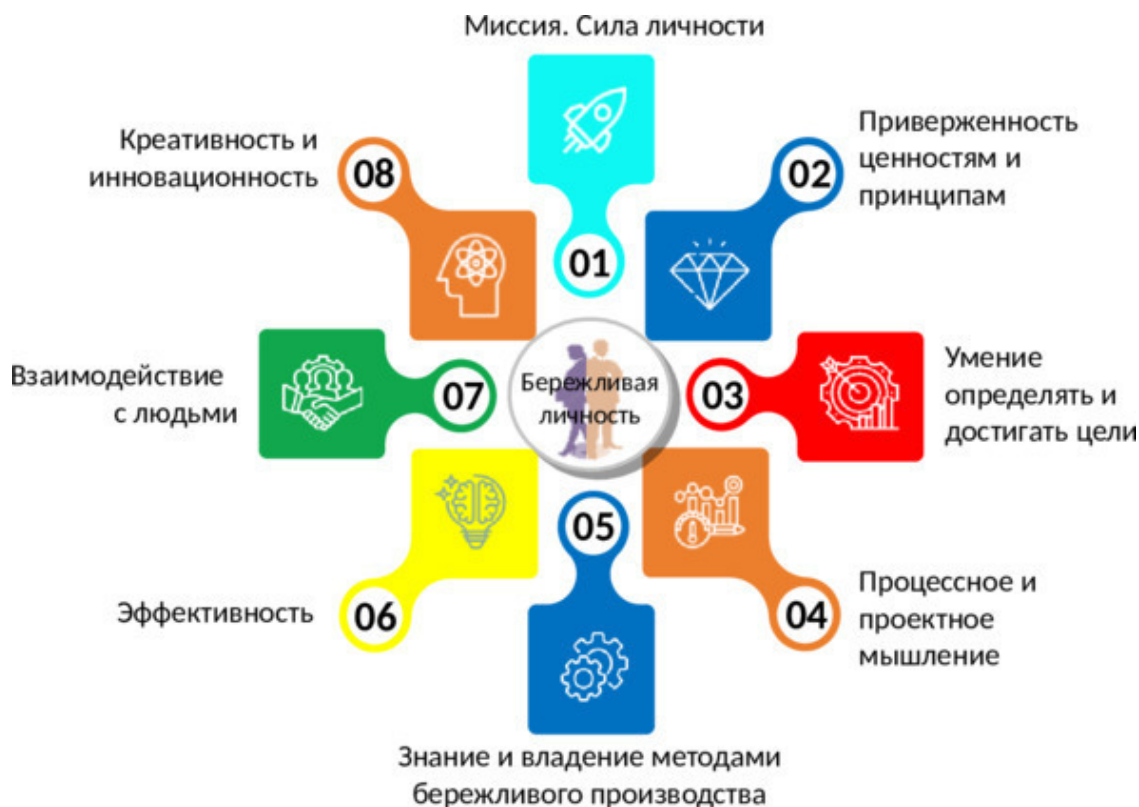 Миссия. Сила личности
01
Приверженность
ценностям и
принципам
02
Умение
определять и
достигать цели
03
Процессное и
проектное
мышление
04
Знание и владение методами
бережливого производства
05
Эффективность
06
Взаимодействие
с людьми
07
Креативность и
инновационность
08
Бережливая
личность